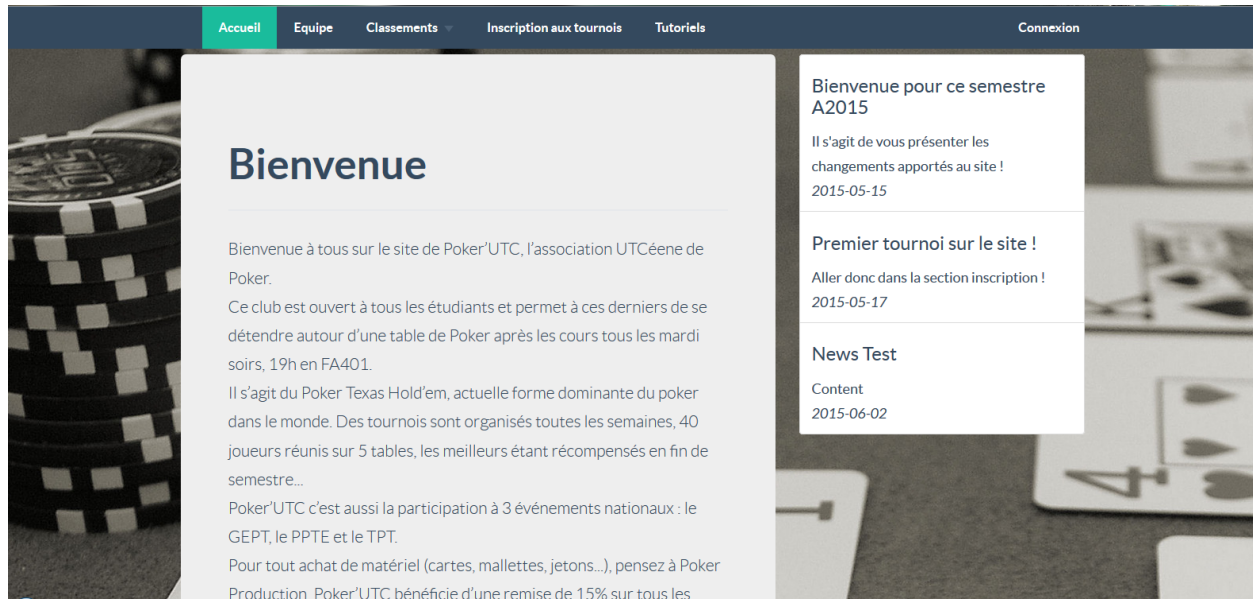 Accueil Equipe Classements Inscription aux tournois Tutoriels Connexion
Bienvenue
Bienvenue à tous sur le site de Poker’UTC, l’association UTCéene de
Poker.
Ce club est ouvert à tous les étudiants et permet à ces derniers de se
détendre autour d’une table de Poker après les cours tous les mardi
soirs, 19h en FA401.
Il s’agit du Poker Texas Hold’em, actuelle forme dominante du poker
dans le monde. Des tournois sont organisés toutes les semaines, 40
joueurs réunis sur 5 tables, les meilleurs étant récompensés en fin de
semestre...
Poker’UTC c’est aussi la participation à 3 événements nationaux : le
GEPT, le PPTE et le TPT.
Pour tout achat de matériel (cartes, mallettes, jetons...), pensez à Poker
Production. Poker’UTC bénéficie d’une remise de 15% sur tous les
Bienvenue pour ce semestre
A2015
Il s'agit de vous présenter les
changements apportés au site !
2015-05-15
Premier tournoi sur le site !
Aller donc dans la section inscription !
2015-05-17
News Test
Content
2015-06-02
4